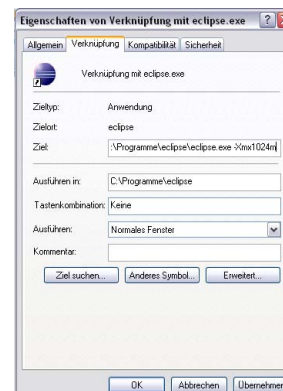 Eigenschaften von Verknüpfung mit eclipse.exe
Allgemein Verknüpfung Kompatibilität Sicherheit
Verknüpfung mit eclipse.exe
Zieltyp: Anwendung
Zielort: eclipse
Ziel: :\Programme\eclipse\eclipse.exe -Xmx1024m
Ausführen in: C:\Programme\eclipse
Tastenkombination: Keine
Ausführen: Normales Fenster
Kommentar:
Ziel suchen... Anderes Symbol... Erweitert...
OK Abbrechen Übernehmen